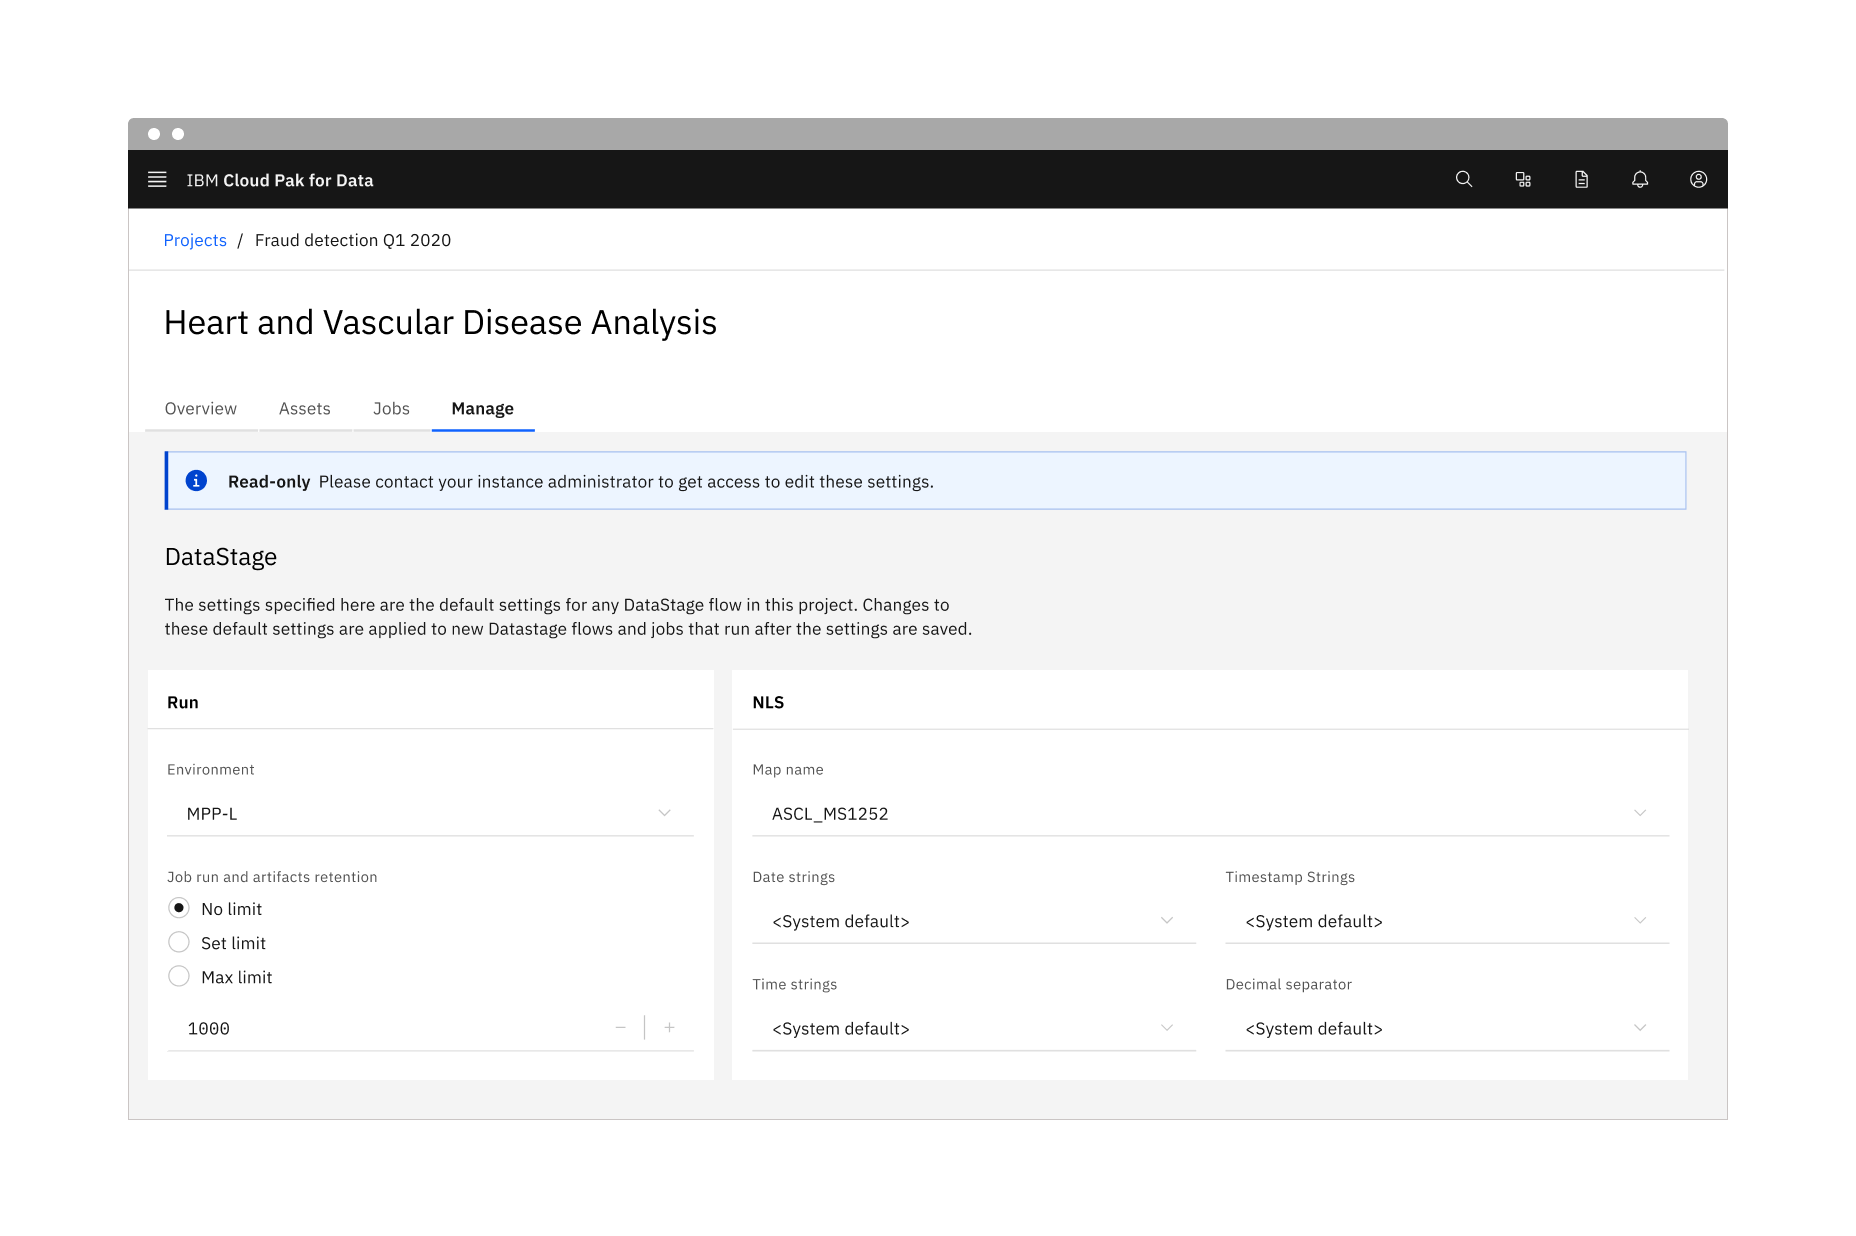 IBM Cloud Pak for Data
Projects / Fraud detection Q1 2020
Heart and Vascular Disease Analysis
Overview Assets Jobs Manage
Read-only Please contact your instance administrator to get access to edit these settings.
DataStage
The settings specified here are the default settings for any DataStage flow in this project. Changes to
these default settings are applied to new Datastage flows and jobs that run after the settings are saved.
Run
Environment
MPP-L
Job run and artifacts retention
No limit
Set limit
Max limit
1000
NLS
Map name
ASCL_MS1252
Date strings
<System default>
Timestamp Strings
<System default>
Time strings
<System default>
Decimal separator
<System default>